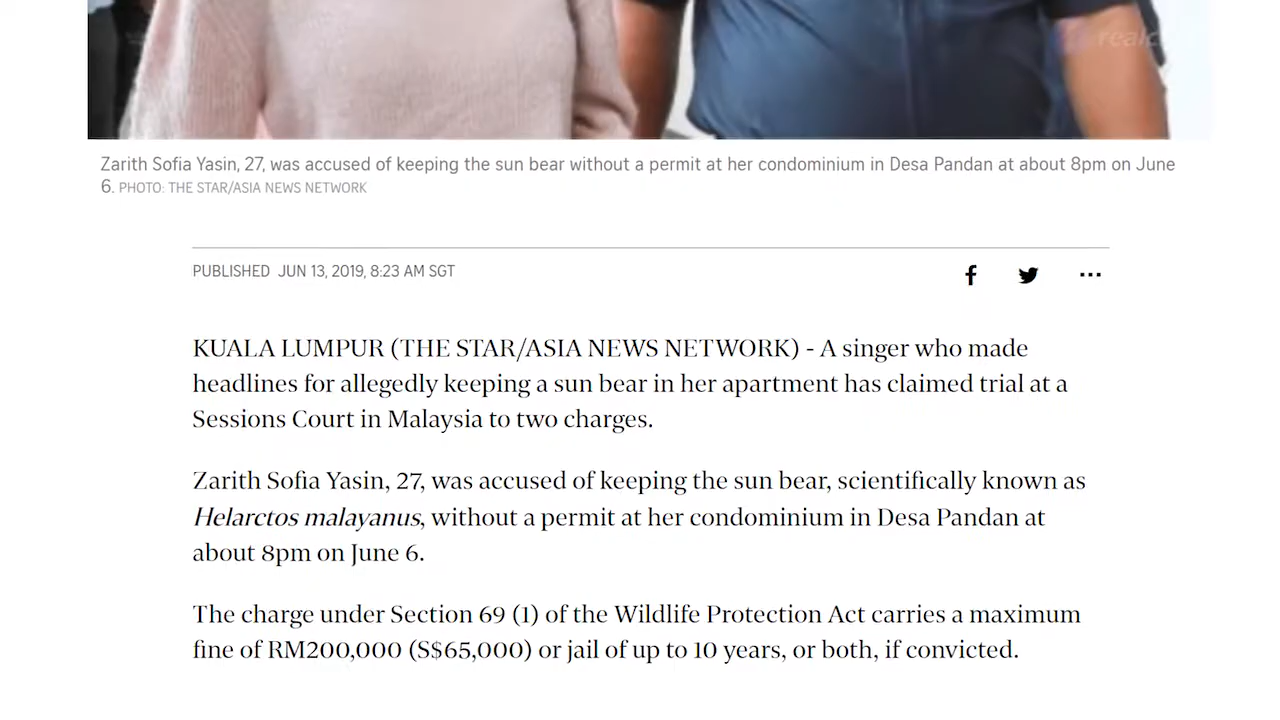 Zarith Sofia Yasin, 27, was accused of keeping the sun bear without a permit at her condominium in Desa Pandan at about 8pm on June
6. PHOTO: THE STAR/ASIA NEWS NETWORK
PUBLISHED JUN 13, 2019, 8:23 AM SGT
KUALA LUMPUR (THE STAR/ASIA NEWS NETWORK) - A singer who made
headlines for allegedly keeping a sun bear in her apartment has claimed trial at a
Sessions Court in Malaysia to two charges.
Zarith Sofia Yasin, 27, was accused of keeping the sun bear, scientifically known as
Helarctos malayanus, without a permit at her condominium in Desa Pandan at
about 8pm on June 6.
The charge under Section 69 (1) of the Wildlife Protection Act carries a maximum
fine of RM200,000 (S$65,000) or jail of up to 10 years, or both, if convicted.